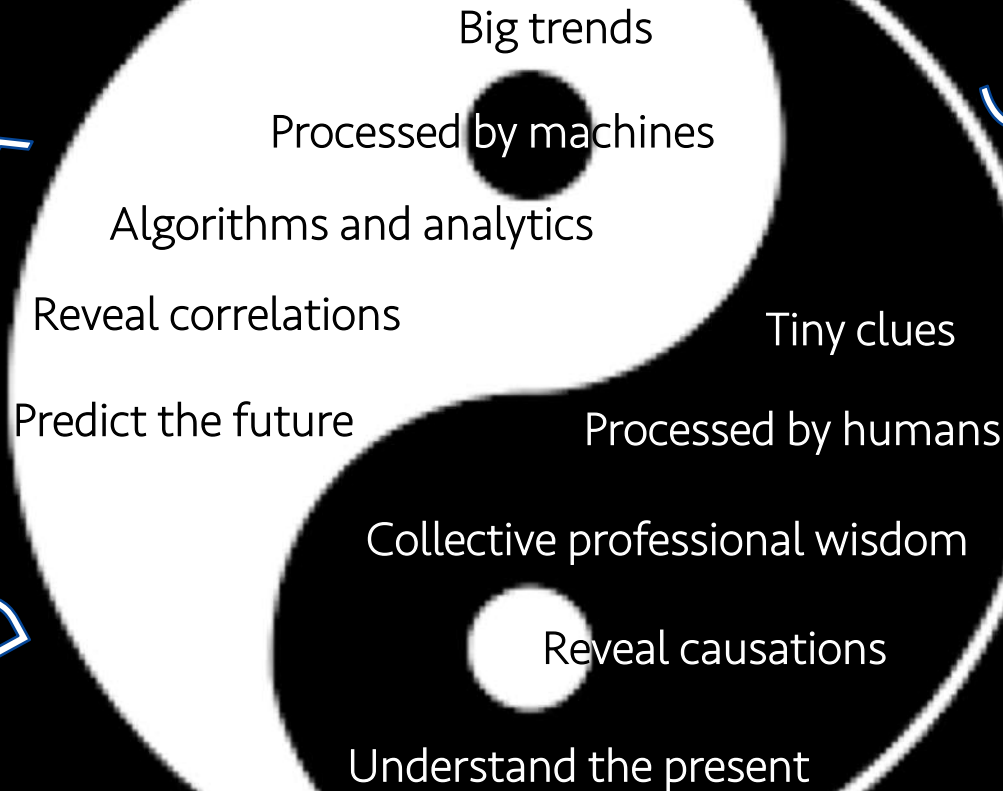 Big trends
Processed by machines
Algorithms and analytics
Reveal correlations
Predict the future
Tiny clues
Processed by humans
Collective professional wisdom
Reveal causations
Understand the present